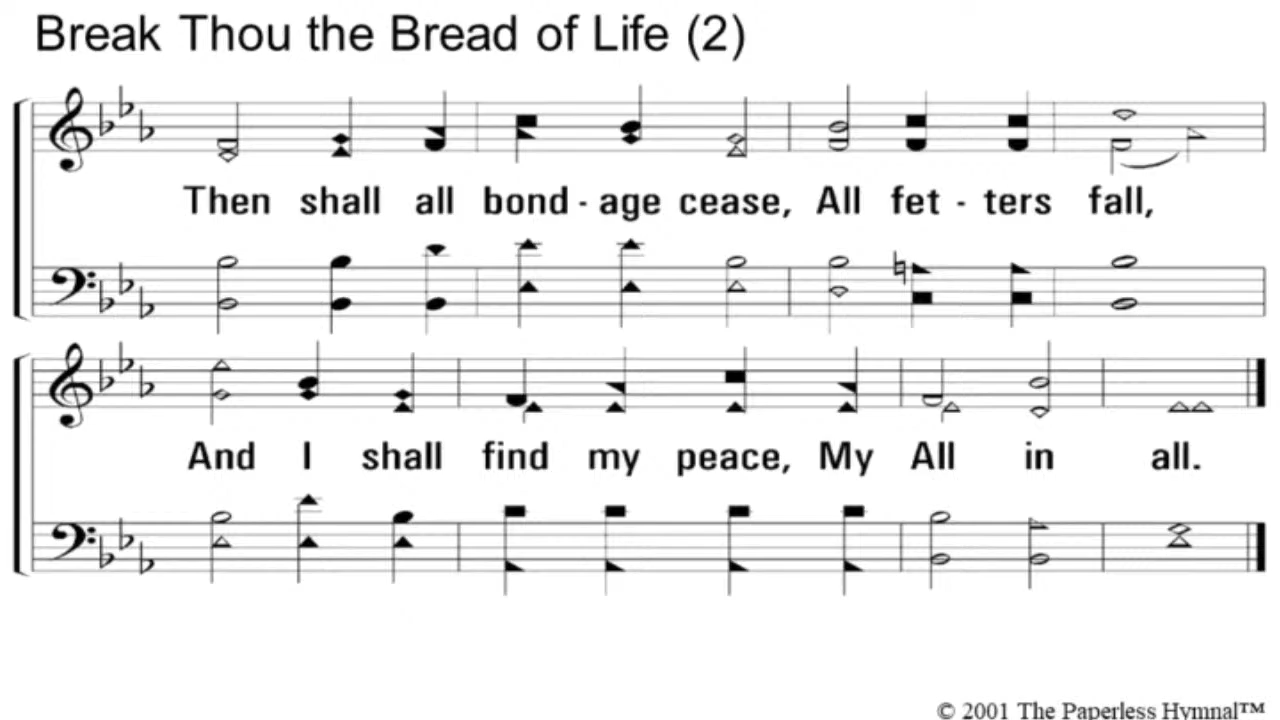 Break Thou the Bread of Life (2)
Then shall all bond - age cease, All fet - ters fall,
And I shall find my peace, My All in all.
© 2001 The Paperless Hymnal™